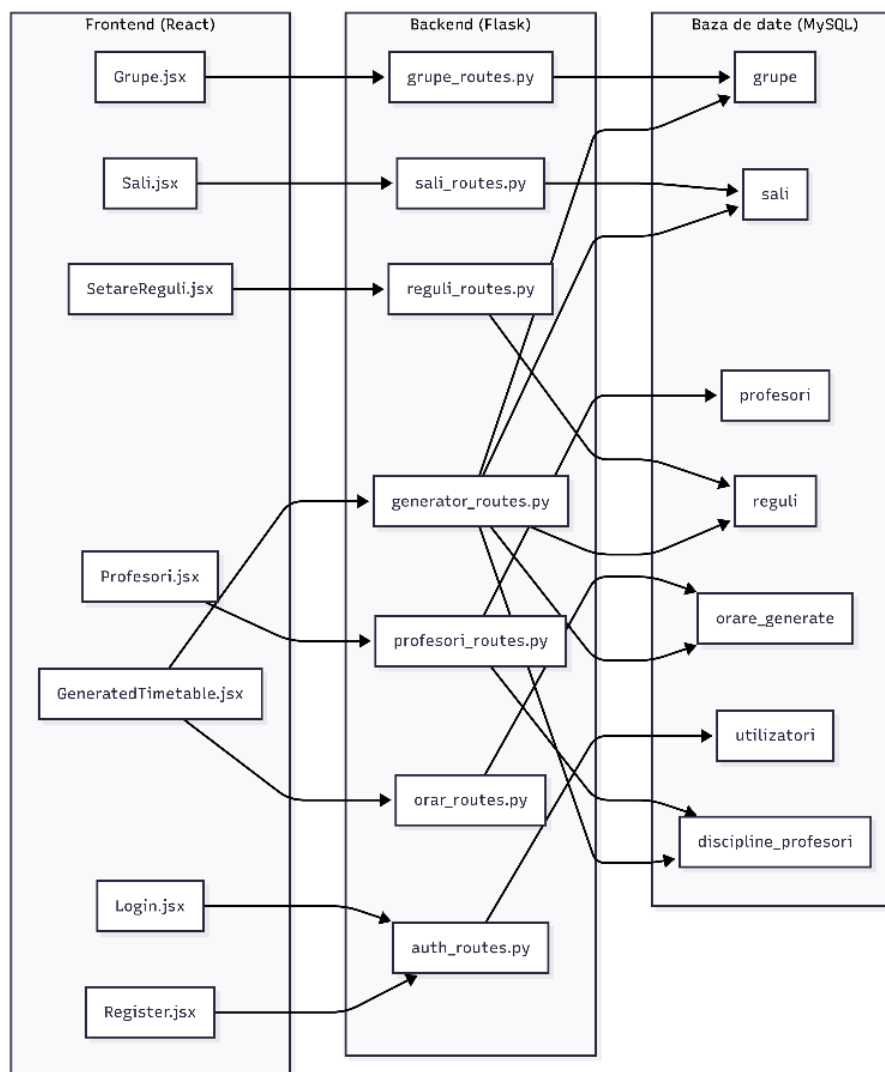 Frontend (React)
Grupe.jsx
Sali.jsx
SetareReguli.jsx
Profesori.jsx
GeneratedTimetable.jsx
Login.jsx
Register.jsx
Backend (Flask)
grupe_routes.py
sali_routes.py
reguli_routes.py
generator_routes.py
profesori_routes.py
orar_routes.py
auth_routes.py
Baza de date (MySQL)
grupe
sali
profesori
reguli
orare_generate
utilizatori
discipline_profesori